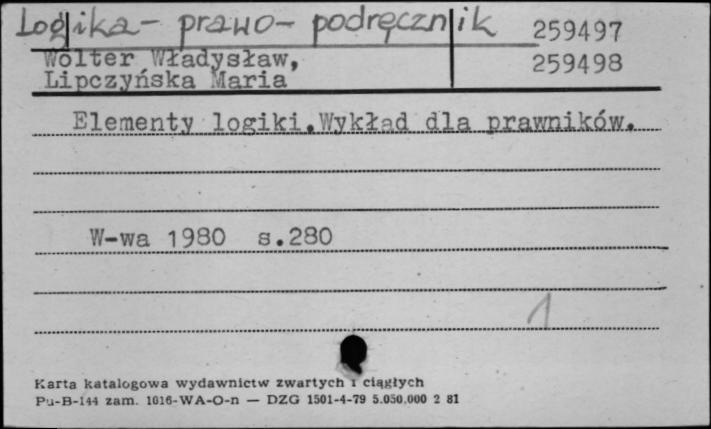 Logika - prawo - podręcznik 259497
Wolter Władysław, 259498
Lipczyńska Maria
Elementy logiki.Wykład dla prawników.
W-wa 1980 s.280
1
Karta katalogowa wydawnictw zwartych i ciągłych
Pu-B-144 zam. 1016-WA-O-n — DZG 1501-4-79 5.050.000 2 81